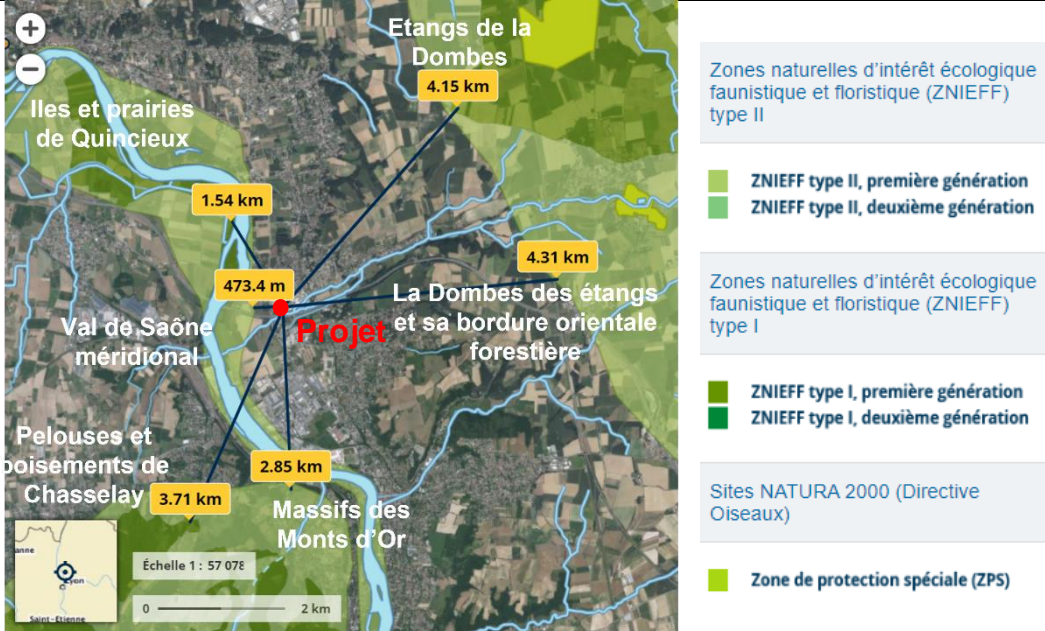 +
−
Etangs de la
Dombes
4.15 km
Iles et prairies
de Quincieux
1.54 km
473.4 m
4.31 km
Projet
La Dombes des étangs
et sa bordure orientale
forestière
Val de Saône
méridional
Pelouses et
boisements de
Chasselay
3.71 km
2.85 km
Massifs des
Monts d'Or
anne
Lyon
Saint-Etienne
Échelle 1 : 57 078
0
2 km
Zones naturelles d'intérêt écologique
faunistique et floristique (ZNIEFF)
type II
ZNIEFF type II, première génération
ZNIEFF type II, deuxième génération
Zones naturelles d'intérêt écologique
faunistique et floristique (ZNIEFF)
type I
ZNIEFF type I, première génération
ZNIEFF type I, deuxième génération
Sites NATURA 2000 (Directive
Oiseaux)
Zone de protection spéciale (ZPS)